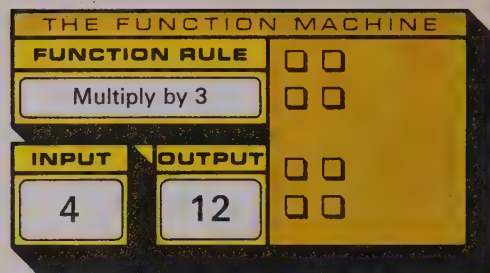 THE FUNCTION MACHINE
FUNCTION RULE
Multiply by 3
INPUT OUTPUT
4 12